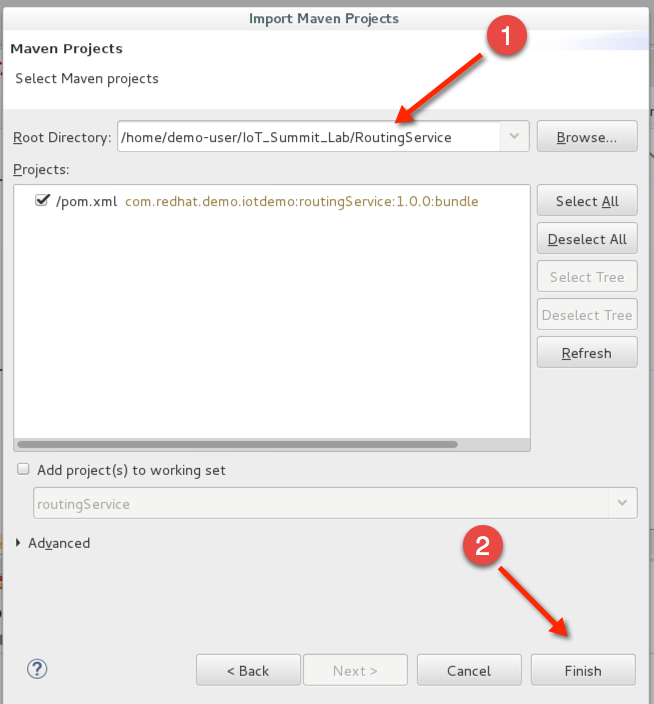 Import Maven Projects
Maven Projects
1
Select Maven projects
Root Directory: /home/demo-user/IoT_Summit_Lab/RoutingService Browse...
Projects:
/pom.xml com.redhat.demo.iotdemo:routingService:1.0.0:bundle
Select All
Deselect All
Select Tree
Deselect Tree
Refresh
Add project(s) to working set
routingService
Advanced
2
? < Back Next > Cancel Finish